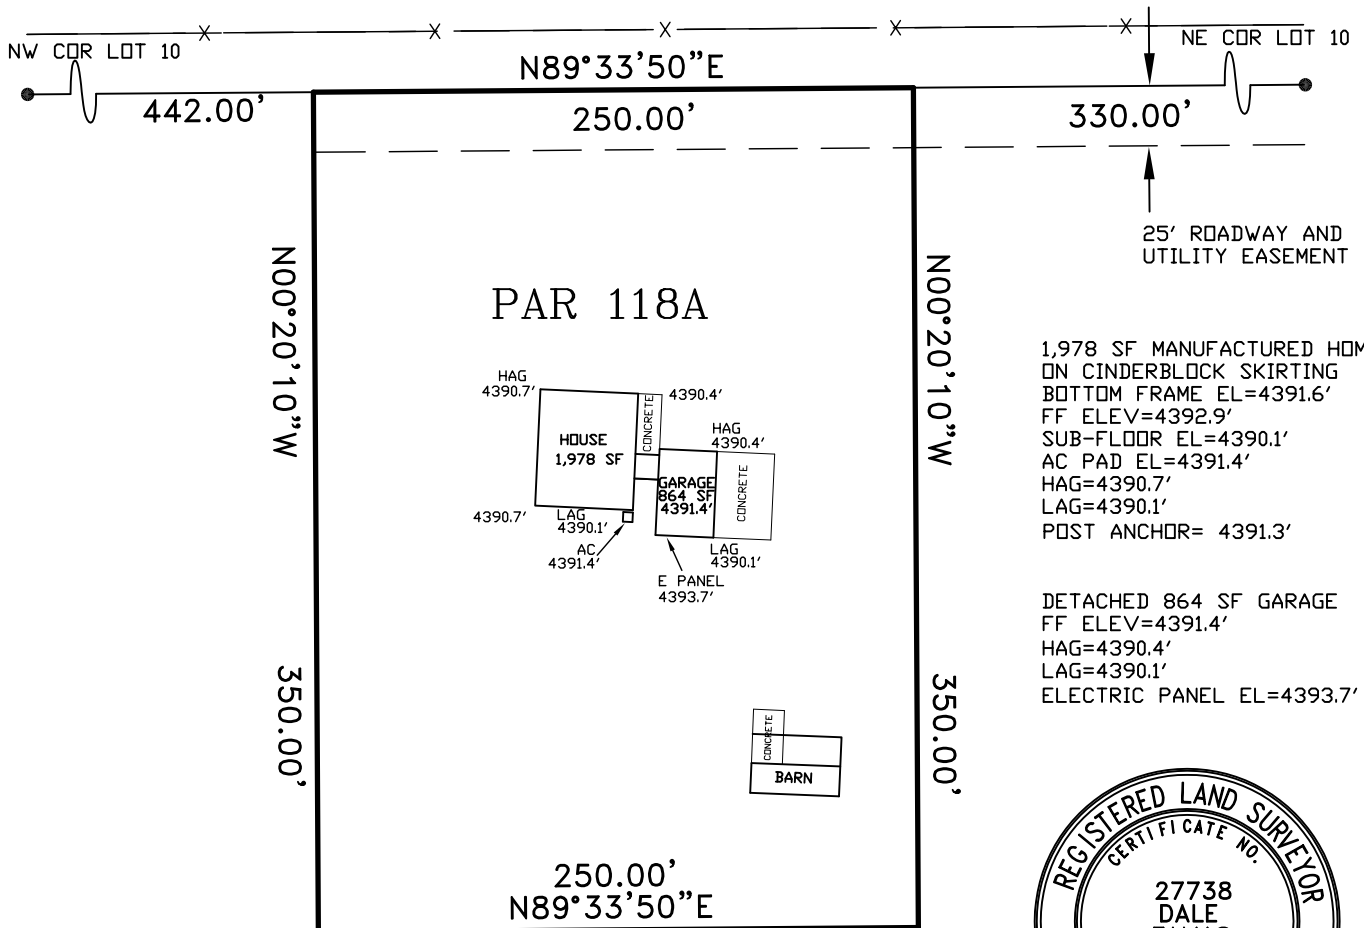 NW COR LOT 10
NE COR LOT 10
N89°33'50"E
442.00'
250.00'
330.00'
25' ROADWAY AND
UTILITY EASEMENT
N00°20'10"W
N00°20'10"W
PAR 118A
HAG
4390.7'
CONCRETE
4390.4'
HOUSE
1,978 SF
HAG
4390.4'
GARAGE
864 SF
4391.4'
CONCRETE
4390.7'
LAG
4390.1'
AC
4391.4'
LAG
4390.1'
E PANEL
4393.7'
1,978 SF MANUFACTURED HOM
ON CINDERBLOCK SKIRTING
BOTTOM FRAME EL=4391.6'
FF ELEV=4392.9'
SUB-FLOOR EL=4390.1'
AC PAD EL=4391.4'
HAG=4390.7'
LAG=4390.1'
POST ANCHOR= 4391.3'
DETACHED 864 SF GARAGE
FF ELEV=4391.4'
HAG=4390.4'
LAG=4390.1'
ELECTRIC PANEL EL=4393.7'
350.00'
350.00'
CONCRETE
BARN
250.00'
N89°33'50"E
REGISTERED LAND SURVEYOR
CERTIFICATE NO.
27738
DALE